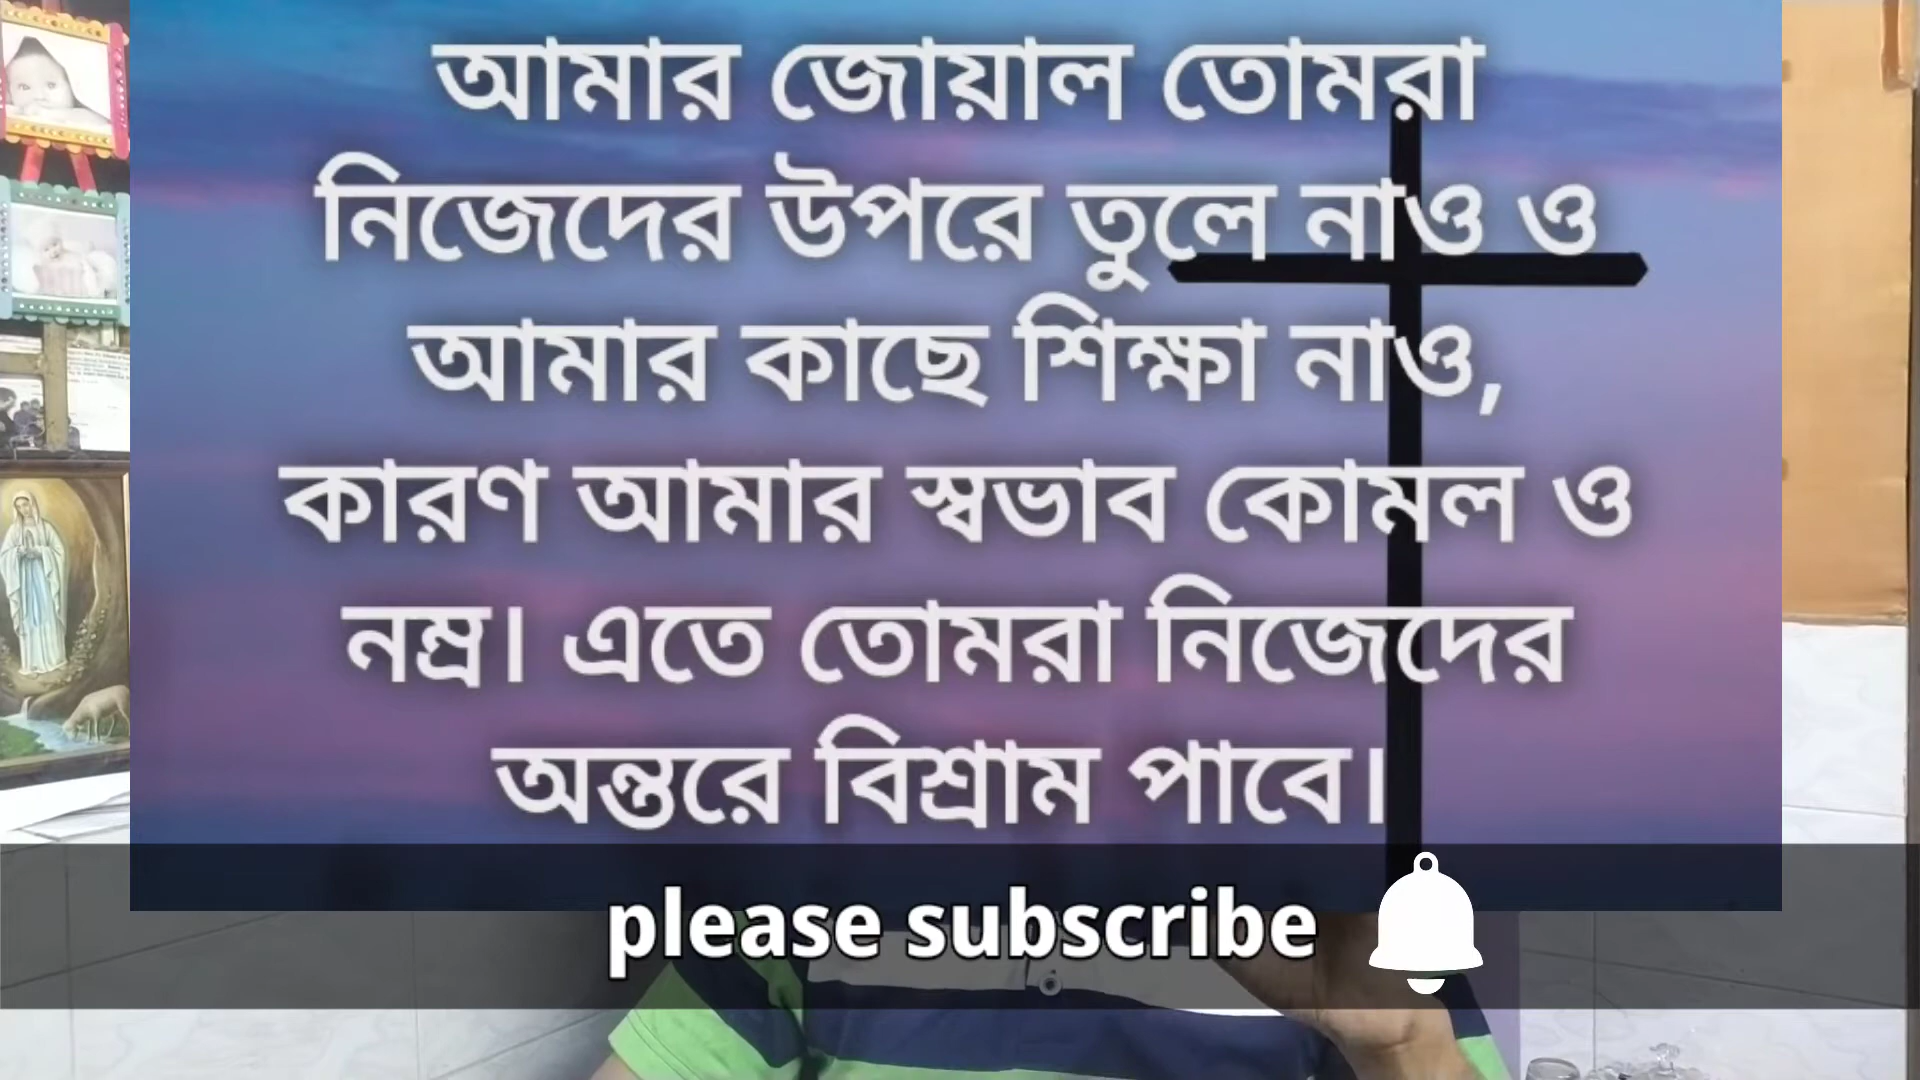 আমার জোয়াল তোমরা
নিজেদের উপরে তুলে নাও ও
আমার কাছে শিক্ষা নাও,
কারণ আমার স্বভাব কোমল ও
নম্র। এতে তোমরা নিজেদের
অন্তরে বিশ্রাম পাবে।
please subscribe